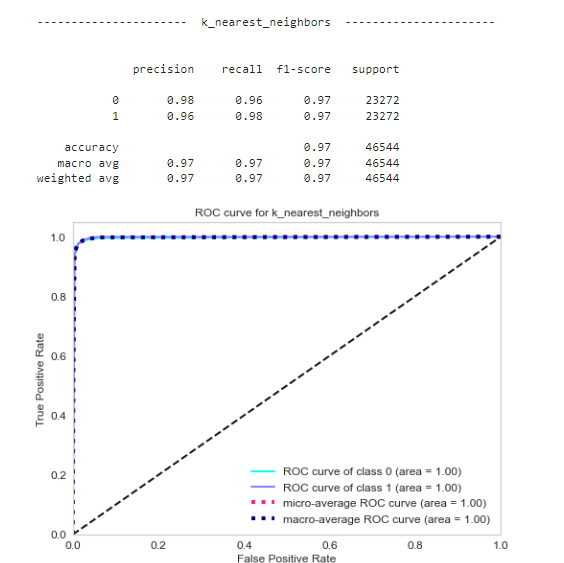 ---------------------- k_nearest_neighbors ----------------------
precision recall f1-score support
0 0.98 0.96 0.97 23272
1 0.96 0.98 0.97 23272
accuracy 0.97 46544
macro avg 0.97 0.97 0.97 46544
weighted avg 0.97 0.97 0.97 46544
ROC curve for k_nearest_neighbors
1.0
0.8
0.6
0.4
0.2
0.0
True Positive Rate
ROC curve of class 0 (area = 1.00)
ROC curve of class 1 (area = 1.00)
micro-average ROC curve (area = 1.00)
macro-average ROC curve (area = 1.00)
0.0 0.2 0.4 0.6 0.8 1.0
False Positive Rate